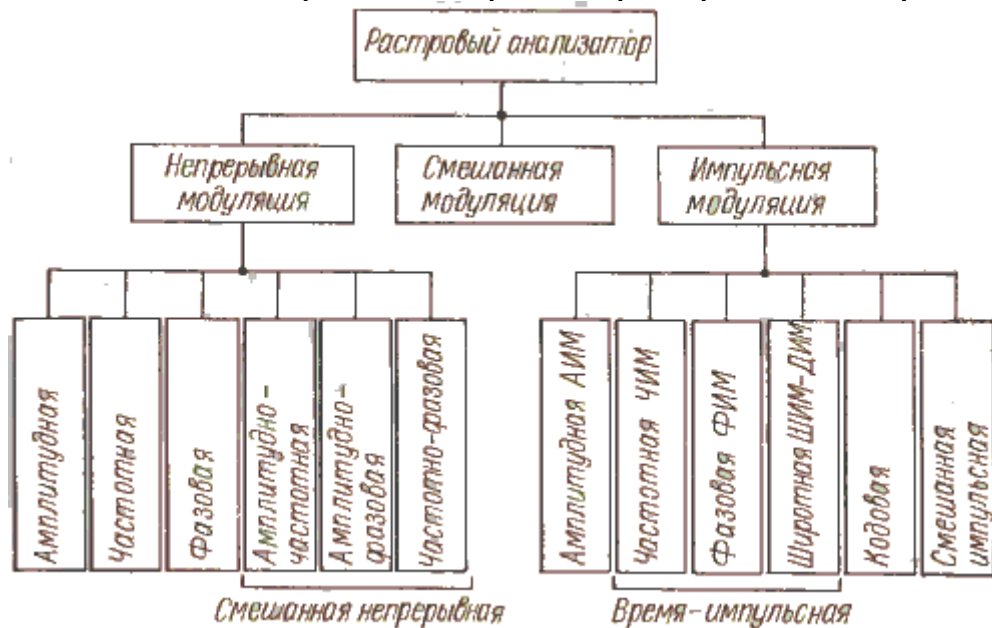 Растровый анализатор
Непрерывная
модуляция
Смешанная
модуляция
Импульсная
модуляция
Амплитудная
Частотная
Фазовая
Амплитудно-
частотная
Амплитудно-
фазовая
Частотно-фазовая
Амплитудная АИМ
Частотная ЧИМ
Фазовая ФИМ
Широтная ШИМ-ДИМ
Кодовая
Смешанная
импульсная
Смешанная непрерывная
Время-импульсная